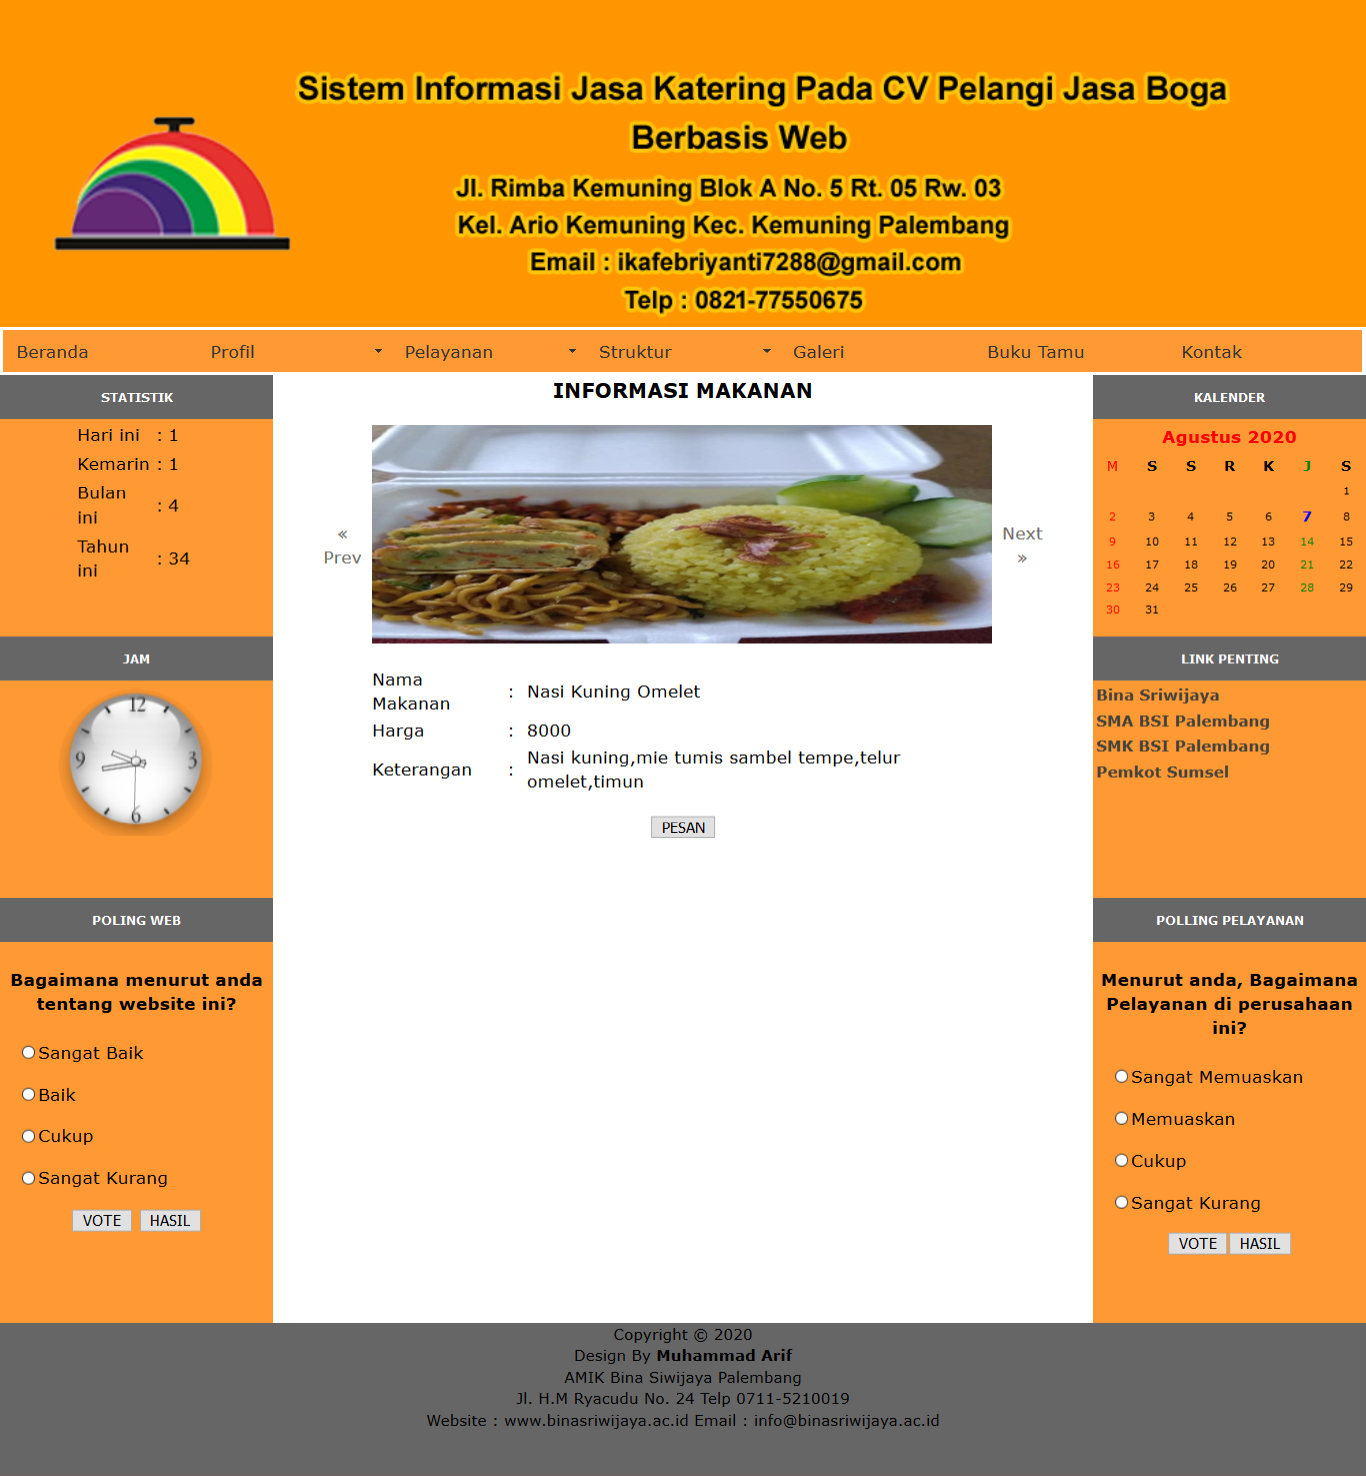 Sistem Informasi Jasa Katering Pada CV Pelangi Jasa Boga
Berbasis Web
Jl. Rimba Kemuning Blok A No. 5 Rt. 05 Rw. 03
Kel. Ario Kemuning Kec. Kemuning Palembang
Email : ikafebriyanti7288@gmail.com
Telp : 0821-77550675
Beranda Profil Pelayanan Struktur Galeri Buku Tamu Kontak
STATISTIK
Hari ini : 1
Kemarin : 1
Bulan
ini : 4
Tahun
ini : 34
JAM
12
9 3
6
POLING WEB
Bagaimana menurut anda
tentang website ini?
Sangat Baik
Baik
Cukup
Sangat Kurang
VOTE HASIL
INFORMASI MAKANAN
«
Prev
Next
»
Nama
Makanan : Nasi Kuning Omelet
Harga : 8000
Keterangan : Nasi kuning,mie tumis sambel tempe,telur
omelet,timun
PESAN
KALENDER
Agustus 2020
M S S R K J S
1
2 3 4 5 6 7 8
9 10 11 12 13 14 15
16 17 18 19 20 21 22
23 24 25 26 27 28 29
30 31
LINK PENTING
Bina Sriwijaya
SMA BSI Palembang
SMK BSI Palembang
Pemkot Sumsel
POLLING PELAYANAN
Menurut anda, Bagaimana
Pelayanan di perusahaan
ini?
Sangat Memuaskan
Memuaskan
Cukup
Sangat Kurang
VOTE HASIL
Copyright © 2020
Design By Muhammad Arif
AMIK Bina Siwijaya Palembang
Jl. H.M Ryacudu No. 24 Telp 0711-5210019
Website : www.binasriwijaya.ac.id Email : info@binasriwijaya.ac.id